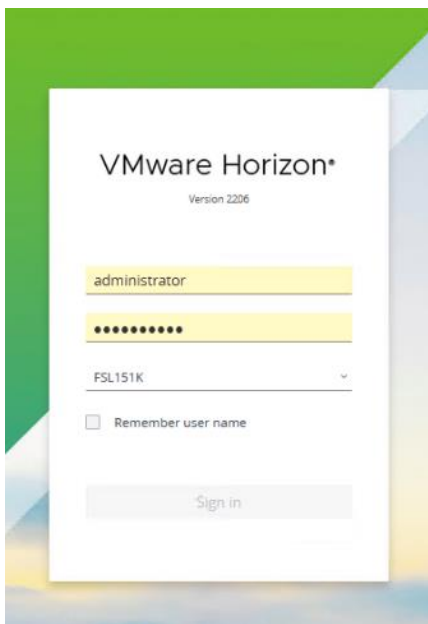 VMware Horizon®
Version 2206
administrator
••••••••••
FSL151K
Remember user name
Sign in